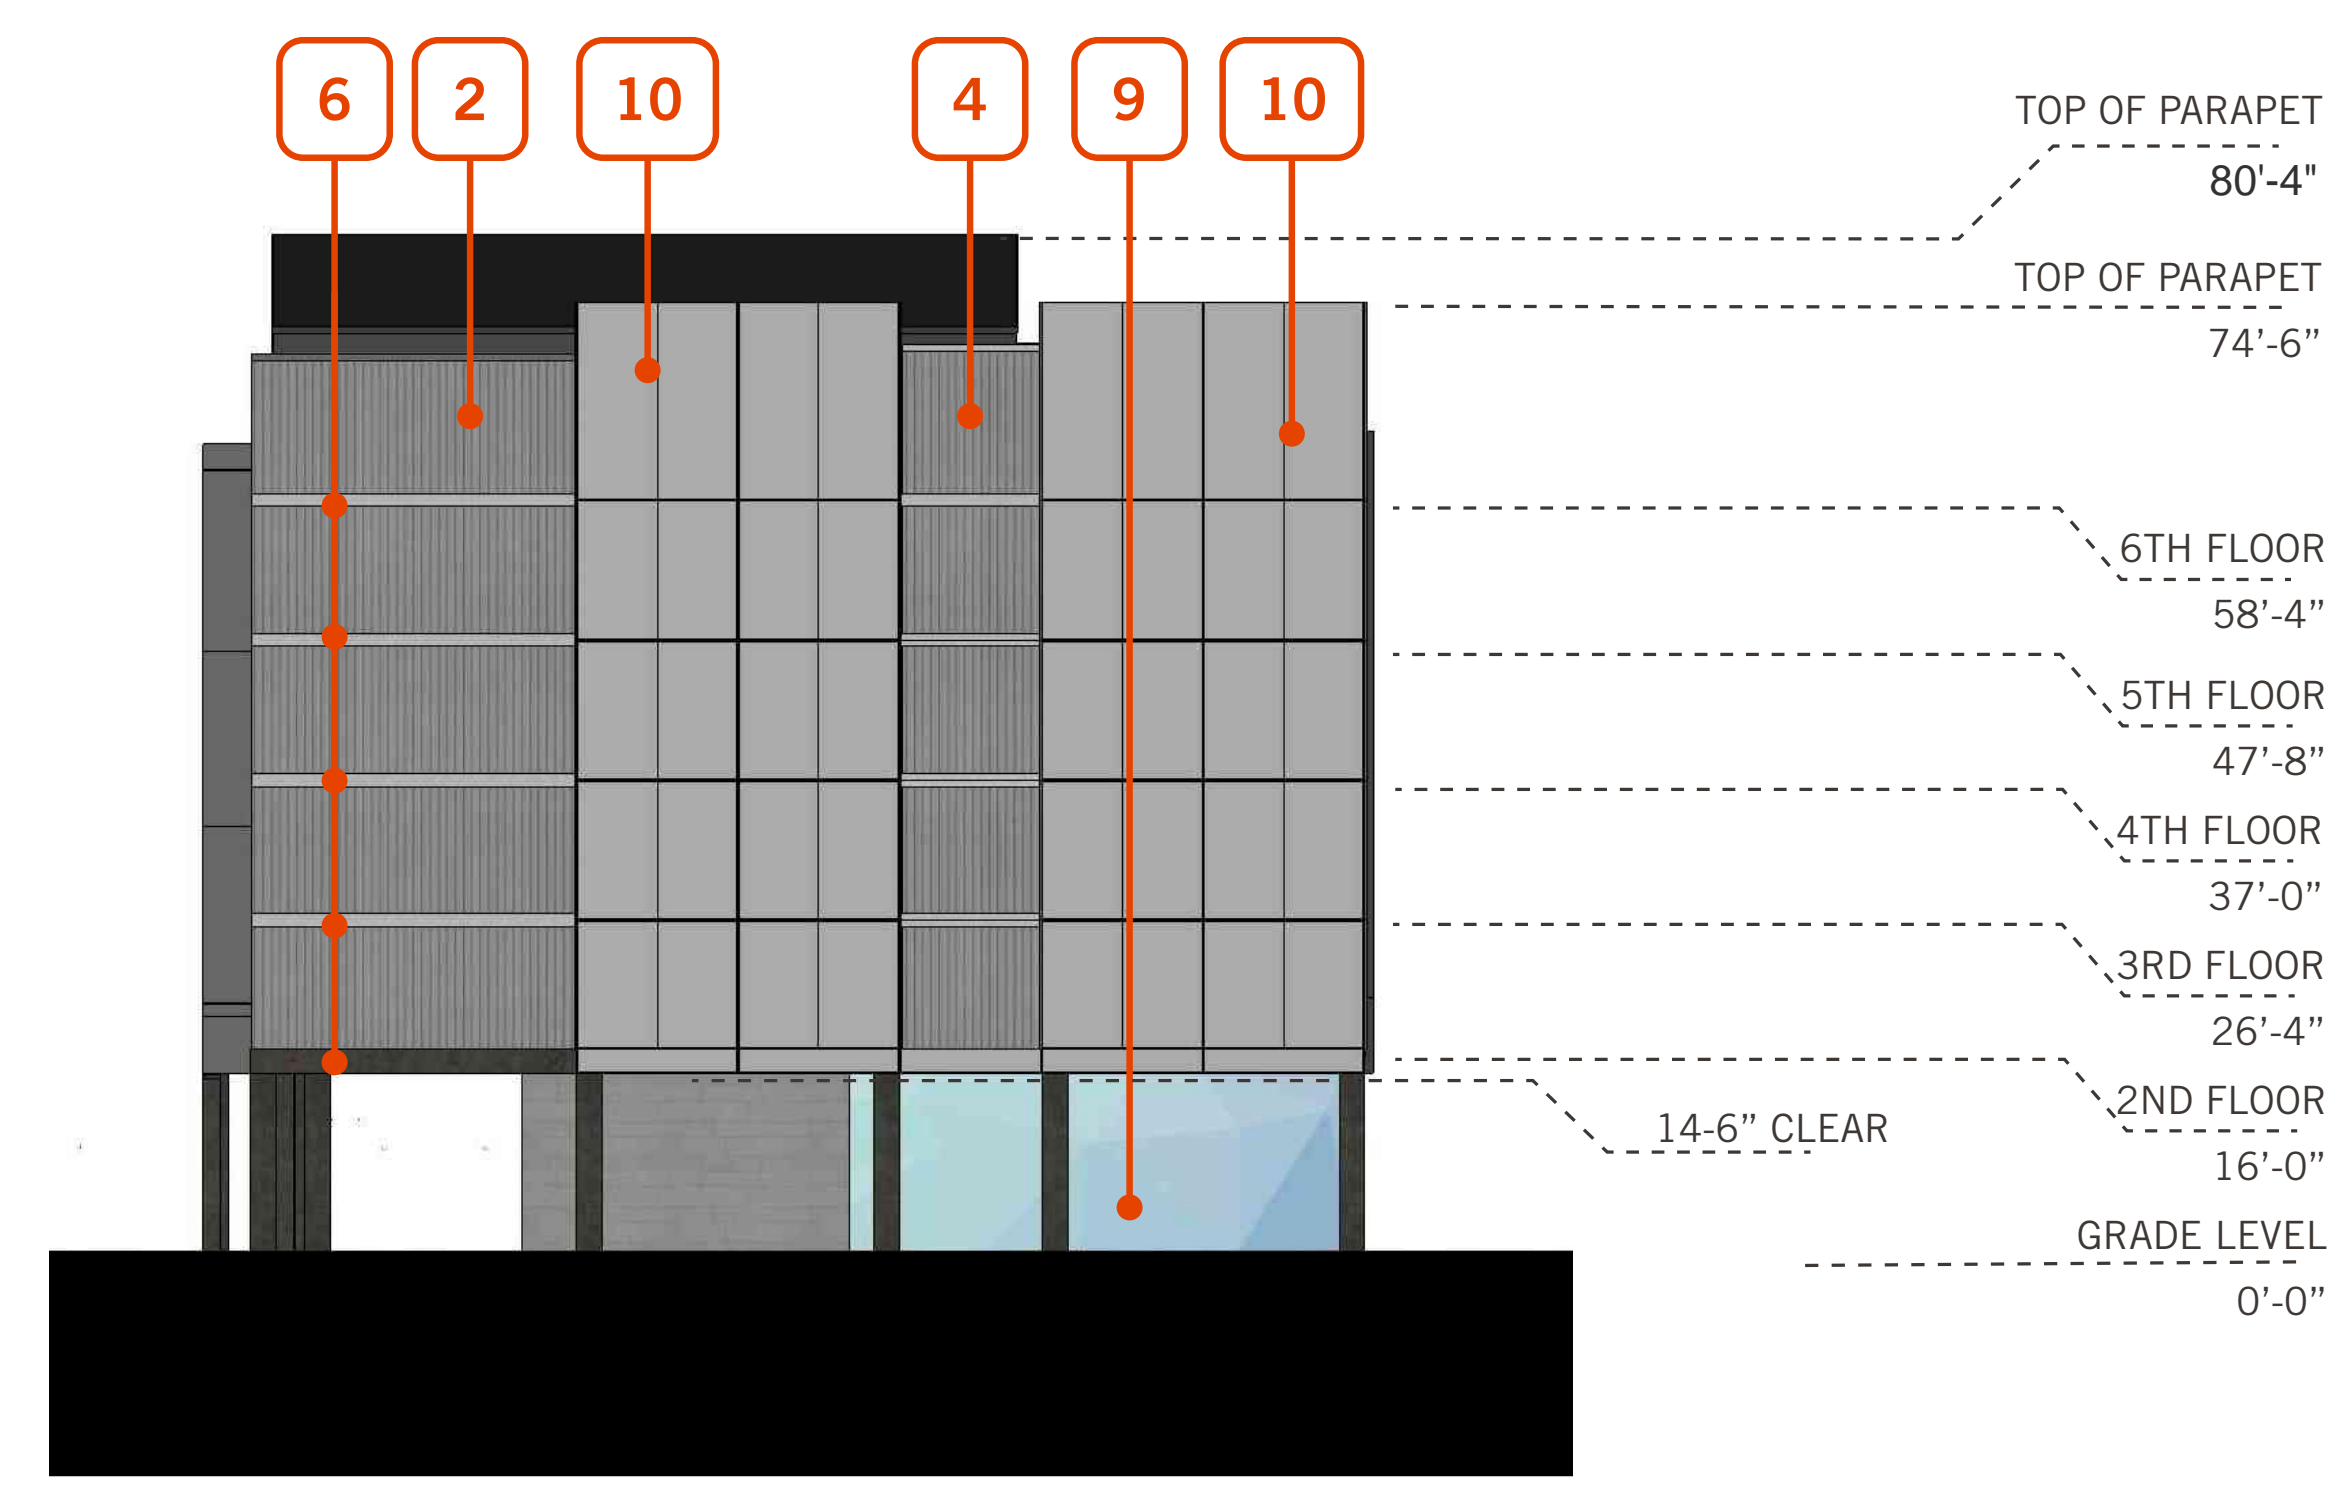 6 2 10 4 9 10
TOP OF PARAPET
80'-4"
TOP OF PARAPET
74’-6”
6TH FLOOR
58’-4”
5TH FLOOR
47’-8”
4TH FLOOR
37’-0”
3RD FLOOR
26’-4”
2ND FLOOR
14-6” CLEAR
16’-0”
GRADE LEVEL
0’-0”